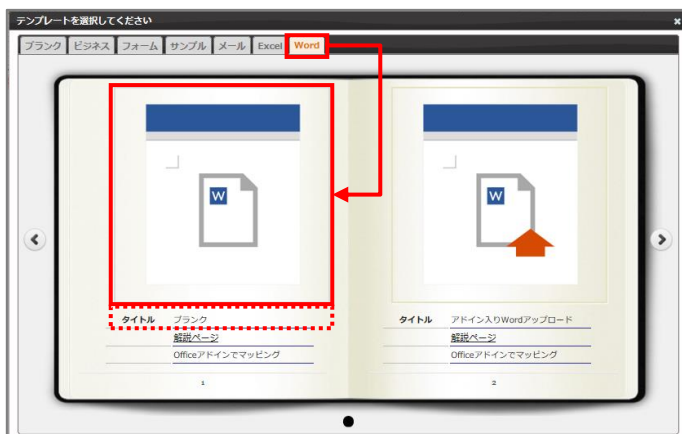 テンプレートを選択してください
ブランク ビジネス フォーム サンプル メール Excel Word
W
タイトル ブランク
解説ページ
Officeアドインでマッピング
1
W
タイトル アドイン入りWordアップロード
解説ページ
Officeアドインでマッピング
2